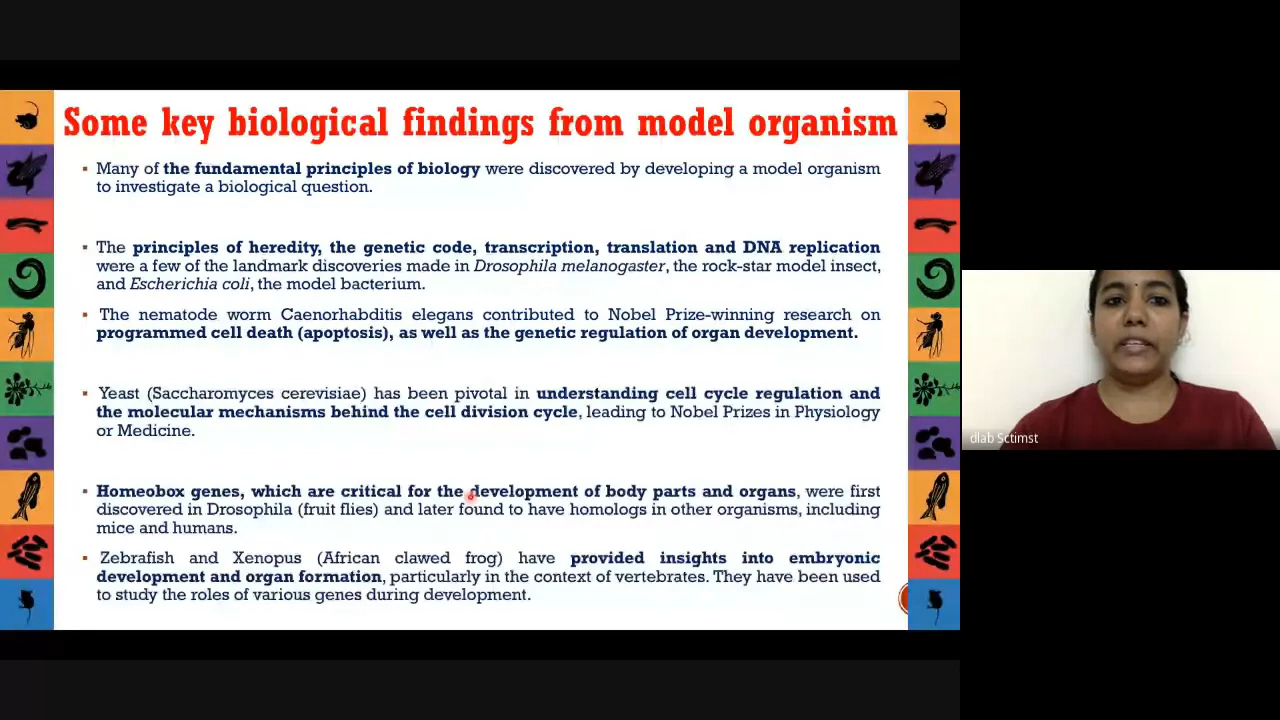 Some key biological findings from model organism
▪ Many of the fundamental principles of biology were discovered by developing a model organism
to investigate a biological question.
▪ The principles of heredity, the genetic code, transcription, translation and DNA replication
were a few of the landmark discoveries made in Drosophila melanogaster, the rock-star model insect,
and Escherichia coli, the model bacterium.
▪ The nematode worm Caenorhabditis elegans contributed to Nobel Prize-winning research on
programmed cell death (apoptosis), as well as the genetic regulation of organ development.
▪ Yeast (Saccharomyces cerevisiae) has been pivotal in understanding cell cycle regulation and
the molecular mechanisms behind the cell division cycle, leading to Nobel Prizes in Physiology
or Medicine.
▪ Homeobox genes, which are critical for the development of body parts and organs, were first
discovered in Drosophila (fruit flies) and later found to have homologs in other organisms, including
mice and humans.
▪ Zebrafish and Xenopus (African clawed frog) have provided insights into embryonic
development and organ formation, particularly in the context of vertebrates. They have been used
to study the roles of various genes during development.
dlab Sctimst